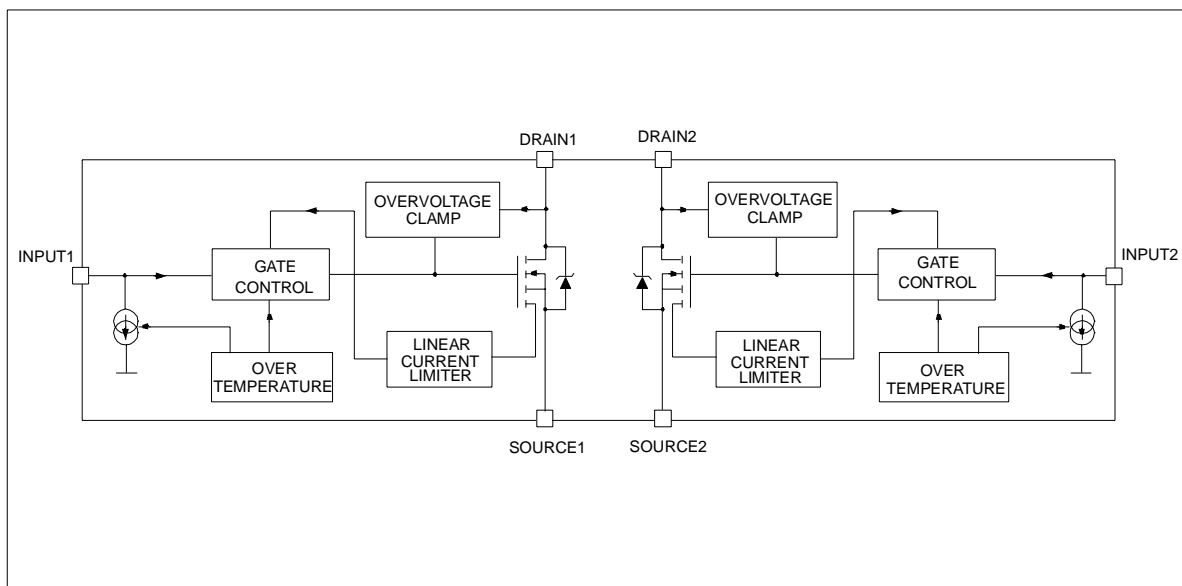 DRAIN1
DRAIN2
OVERVOLTAGE
CLAMP
OVERVOLTAGE
CLAMP
INPUT1
GATE
CONTROL
GATE
CONTROL
INPUT2
OVER
TEMPERATURE
LINEAR
CURRENT
LIMITER
LINEAR
CURRENT
LIMITER
OVER
TEMPERATURE
SOURCE1
SOURCE2